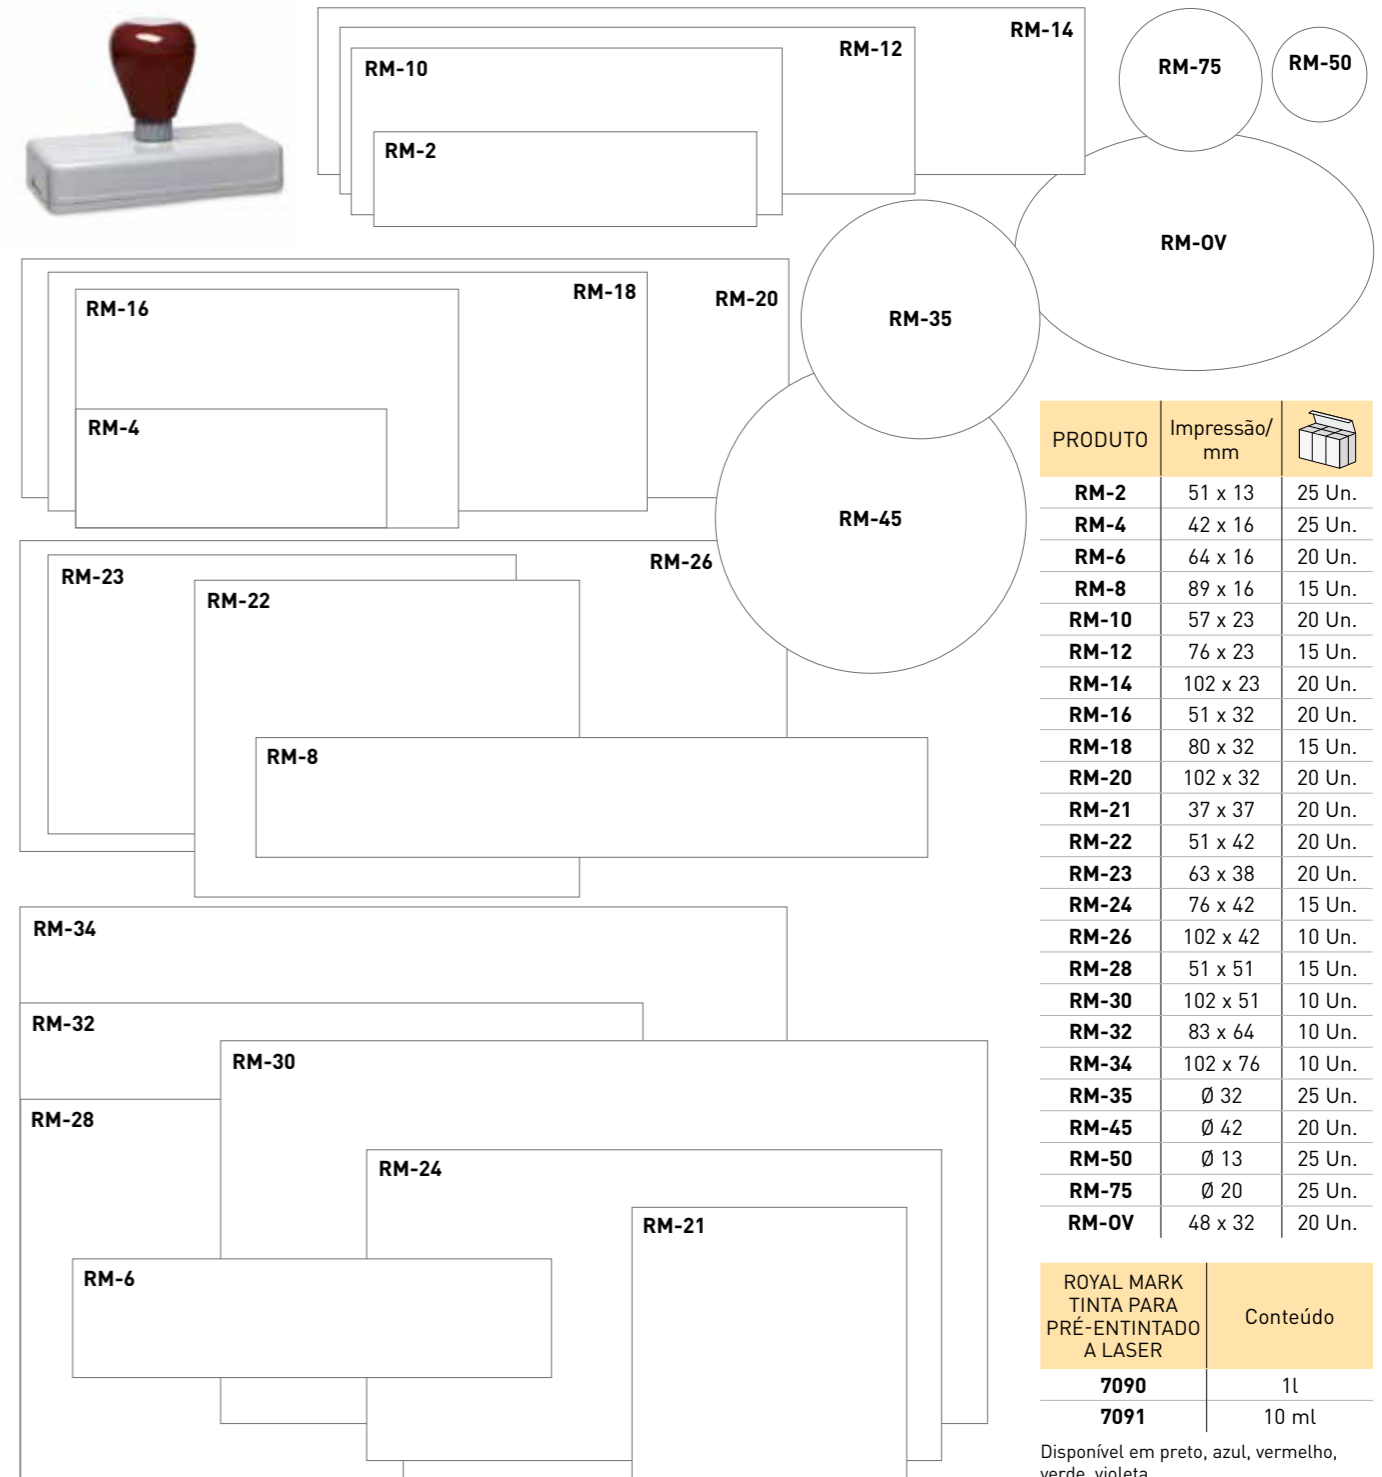 RM-14
RM-12
RM-10
RM-2
RM-75
RM-50
RM-OV
RM-35
RM-18
RM-20
RM-16
RM-4
RM-45
RM-26
RM-23
RM-22
RM-8
RM-34
RM-32
RM-30
RM-28
RM-24
RM-21
RM-6
PRODUTO Impressão/
mm
RM-2 51 x 13 25 Un.
RM-4 42 x 16 25 Un.
RM-6 64 x 16 20 Un.
RM-8 89 x 16 15 Un.
RM-10 57 x 23 20 Un.
RM-12 76 x 23 15 Un.
RM-14 102 x 23 20 Un.
RM-16 51 x 32 20 Un.
RM-18 80 x 32 15 Un.
RM-20 102 x 32 20 Un.
RM-21 37 x 37 20 Un.
RM-22 51 x 42 20 Un.
RM-23 63 x 38 20 Un.
RM-24 76 x 42 15 Un.
RM-26 102 x 42 10 Un.
RM-28 51 x 51 15 Un.
RM-30 102 x 51 10 Un.
RM-32 83 x 64 10 Un.
RM-34 102 x 76 10 Un.
RM-35 Ø 32 25 Un.
RM-45 Ø 42 20 Un.
RM-50 Ø 13 25 Un.
RM-75 Ø 20 25 Un.
RM-OV 48 x 32 20 Un.
ROYAL MARK
TINTA PARA
PRÉ-ENTINTADO
A LASER
Conteúdo
7090 1l
7091 10 ml
Disponível em preto, azul, vermelho,
verde, violeta